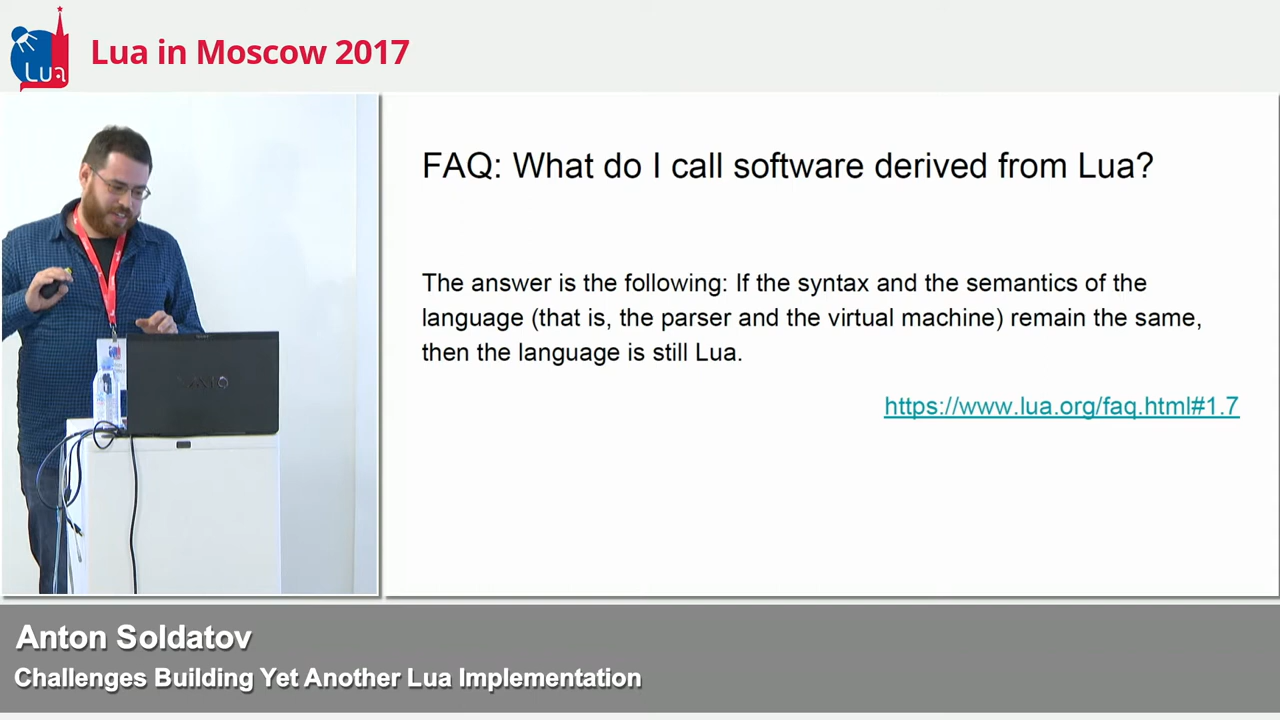 Lua
Lua in Moscow 2017
FAQ: What do I call software derived from Lua?
The answer is the following: If the syntax and the semantics of the
language (that is, the parser and the virtual machine) remain the same,
then the language is still Lua.
https://www.lua.org/faq.html#1.7
VAIO
Anton Soldatov
Challenges Building Yet Another Lua Implementation